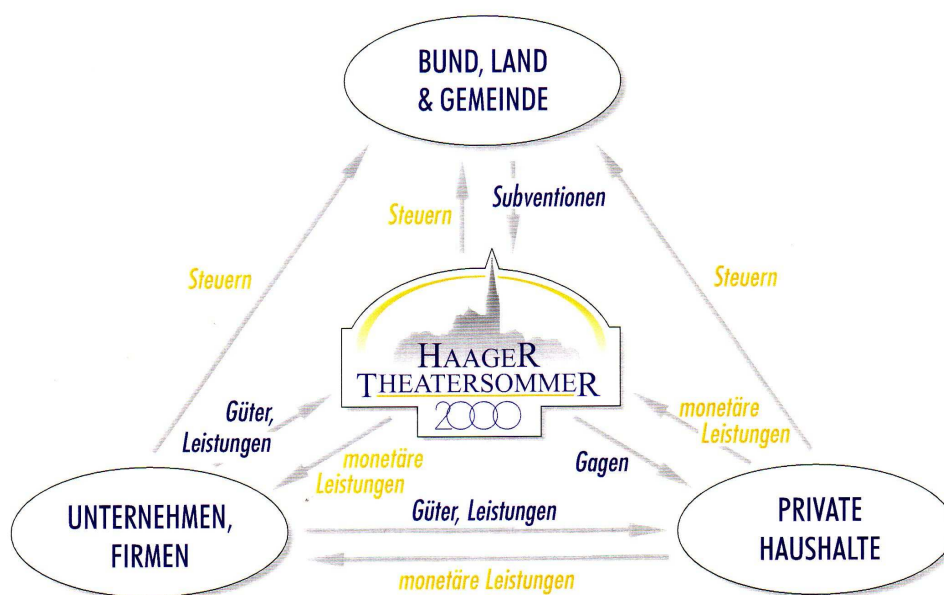 BUND, LAND
& GEMEINDE
Subventionen
Steuern
Steuern
Steuern
HAAGER
THEATERSOMMER
2000
Güter,
Leistungen
monetäre
Leistungen
monetäre
Leistungen
Gagen
UNTERNEHMEN,
FIRMEN
Güter, Leistungen
PRIVATE
HAUSHALTE
monetäre Leistungen